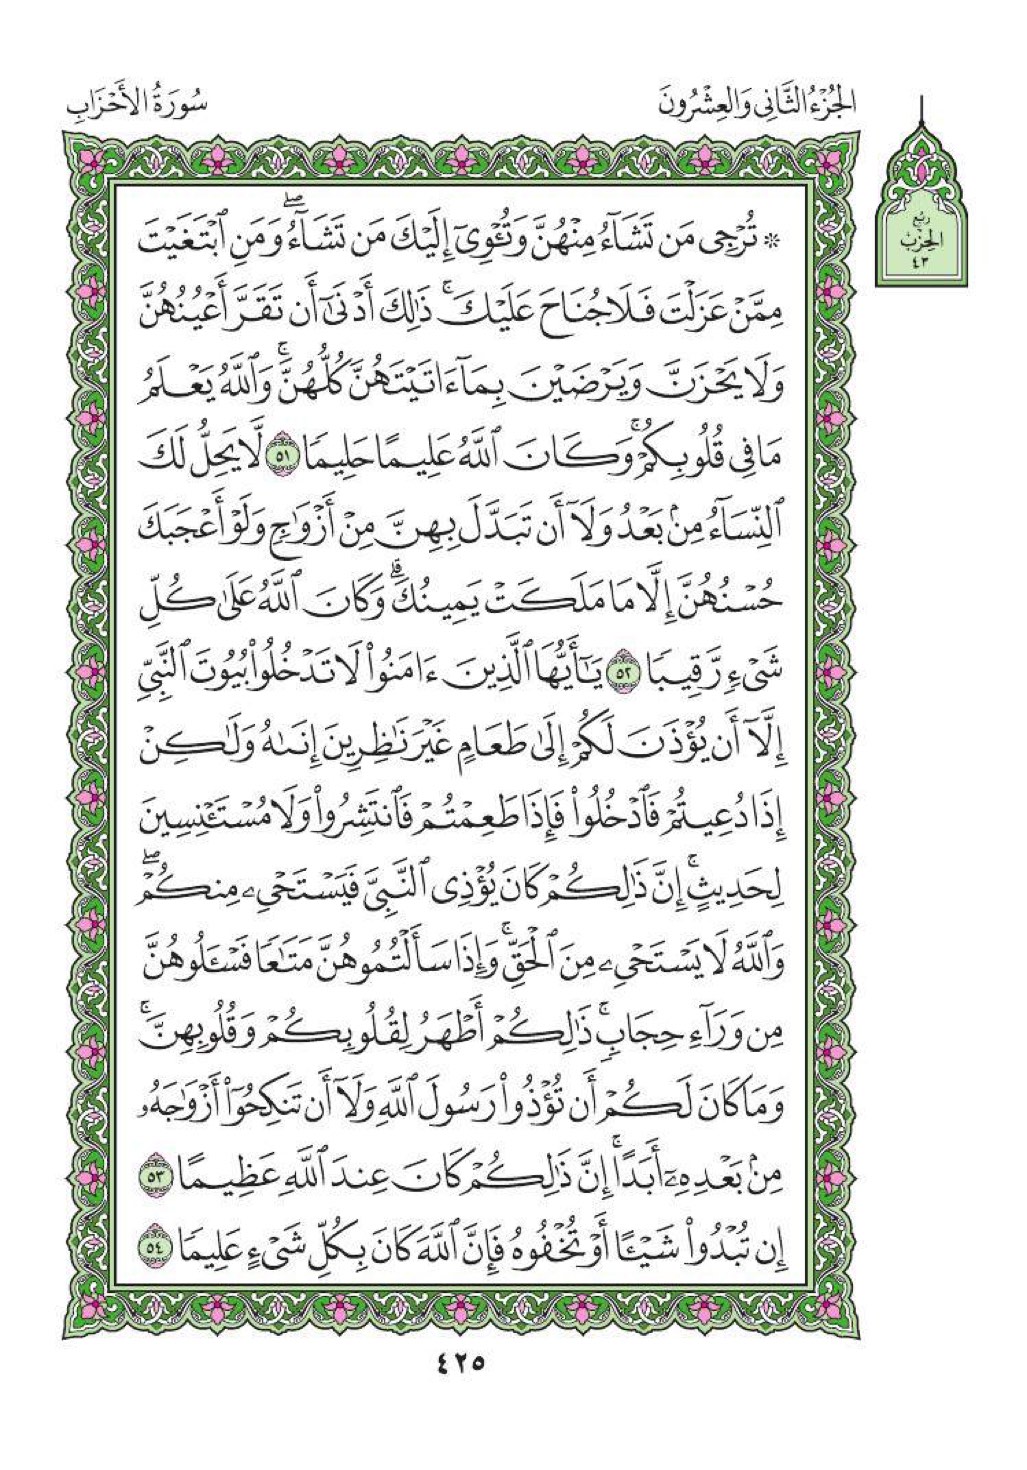 الجُزْءُ الثَّانِي وَالعِشْرُونَ
سُورَةُ الأَحْزَابِ
رُبْعُ
الحِزْبِ
٤٣
۞ تُرْجِي مَن تَشَآءُ مِنْهُنَّ وَتُـْٔوِيٓ إِلَيْكَ مَن تَشَآءُۖ وَمَنِ ٱبْتَغَيْتَ
مِمَّنْ عَزَلْتَ فَلَا جُنَاحَ عَلَيْكَۚ ذَٰلِكَ أَدْنَىٰٓ أَن تَقَرَّ أَعْيُنُهُنَّ
وَلَا يَحْزَنَّ وَيَرْضَيْنَ بِمَآ ءَاتَيْتَهُنَّ كُلُّهُنَّۚ وَٱللَّهُ يَعْلَمُ
مَا فِي قُلُوبِكُمْۚ وَكَانَ ٱللَّهُ عَلِيمًا حَلِيمٗا ٥١ لَّا يَحِلُّ لَكَ
ٱلنِّسَآءُ مِنۢ بَعْدُ وَلَآ أَن تَبَدَّلَ بِهِنَّ مِنْ أَزْوَٰجٖ وَلَوْ أَعْجَبَكَ
حُسْنُهُنَّ إِلَّا مَا مَلَكَتْ يَمِينُكَۗ وَكَانَ ٱللَّهُ عَلَىٰ كُلِّ
شَيْءٖ رَّقِيبٗا ٥٢ يَٰٓأَيُّهَا ٱلَّذِينَ ءَامَنُوا۟ لَا تَدْخُلُوا۟ بُيُوتَ ٱلنَّبِيِّ
إِلَّآ أَن يُؤْذَنَ لَكُمْ إِلَىٰ طَعَامٍ غَيْرَ نَٰظِرِينَ إِنَىٰهُ وَلَٰكِنْ
إِذَا دُعِيتُمْ فَٱدْخُلُوا۟ فَإِذَا طَعِمْتُمْ فَٱنتَشِرُوا۟ وَلَا مُسْتَـْٔنِسِينَ
لِحَدِيثٍۚ إِنَّ ذَٰلِكُمْ كَانَ يُؤْذِي ٱلنَّبِيَّ فَيَسْتَحْيِۦ مِنكُمْۖ
وَٱللَّهُ لَا يَسْتَحْيِۦ مِنَ ٱلْحَقِّۚ وَإِذَا سَأَلْتُمُوهُنَّ مَتَٰعٗا فَسْـَٔلُوهُنَّ
مِن وَرَآءِ حِجَابٖۚ ذَٰلِكُمْ أَطْهَرُ لِقُلُوبِكُمْ وَقُلُوبِهِنَّۚ
وَمَا كَانَ لَكُمْ أَن تُؤْذُوا۟ رَسُولَ ٱللَّهِ وَلَآ أَن تَنكِحُوٓا۟ أَزْوَٰجَهُۥ
مِنۢ بَعْدِهِۦٓ أَبَدًاۚ إِنَّ ذَٰلِكُمْ كَانَ عِندَ ٱللَّهِ عَظِيمًا ٥٣
إِن تُبْدُوا۟ شَيْـًٔا أَوْ تُخْفُوهُ فَإِنَّ ٱللَّهَ كَانَ بِكُلِّ شَيْءٍ عَلِيمٗا ٥٤
٤٢٥